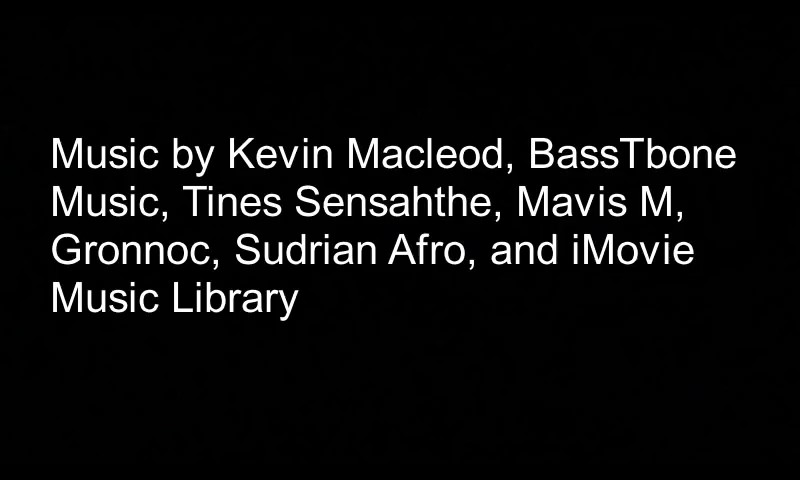 Music by Kevin Macleod, BassTbone
Music, Tines Sensahthe, Mavis M,
Gronnoc, Sudrian Afro, and iMovie
Music Library